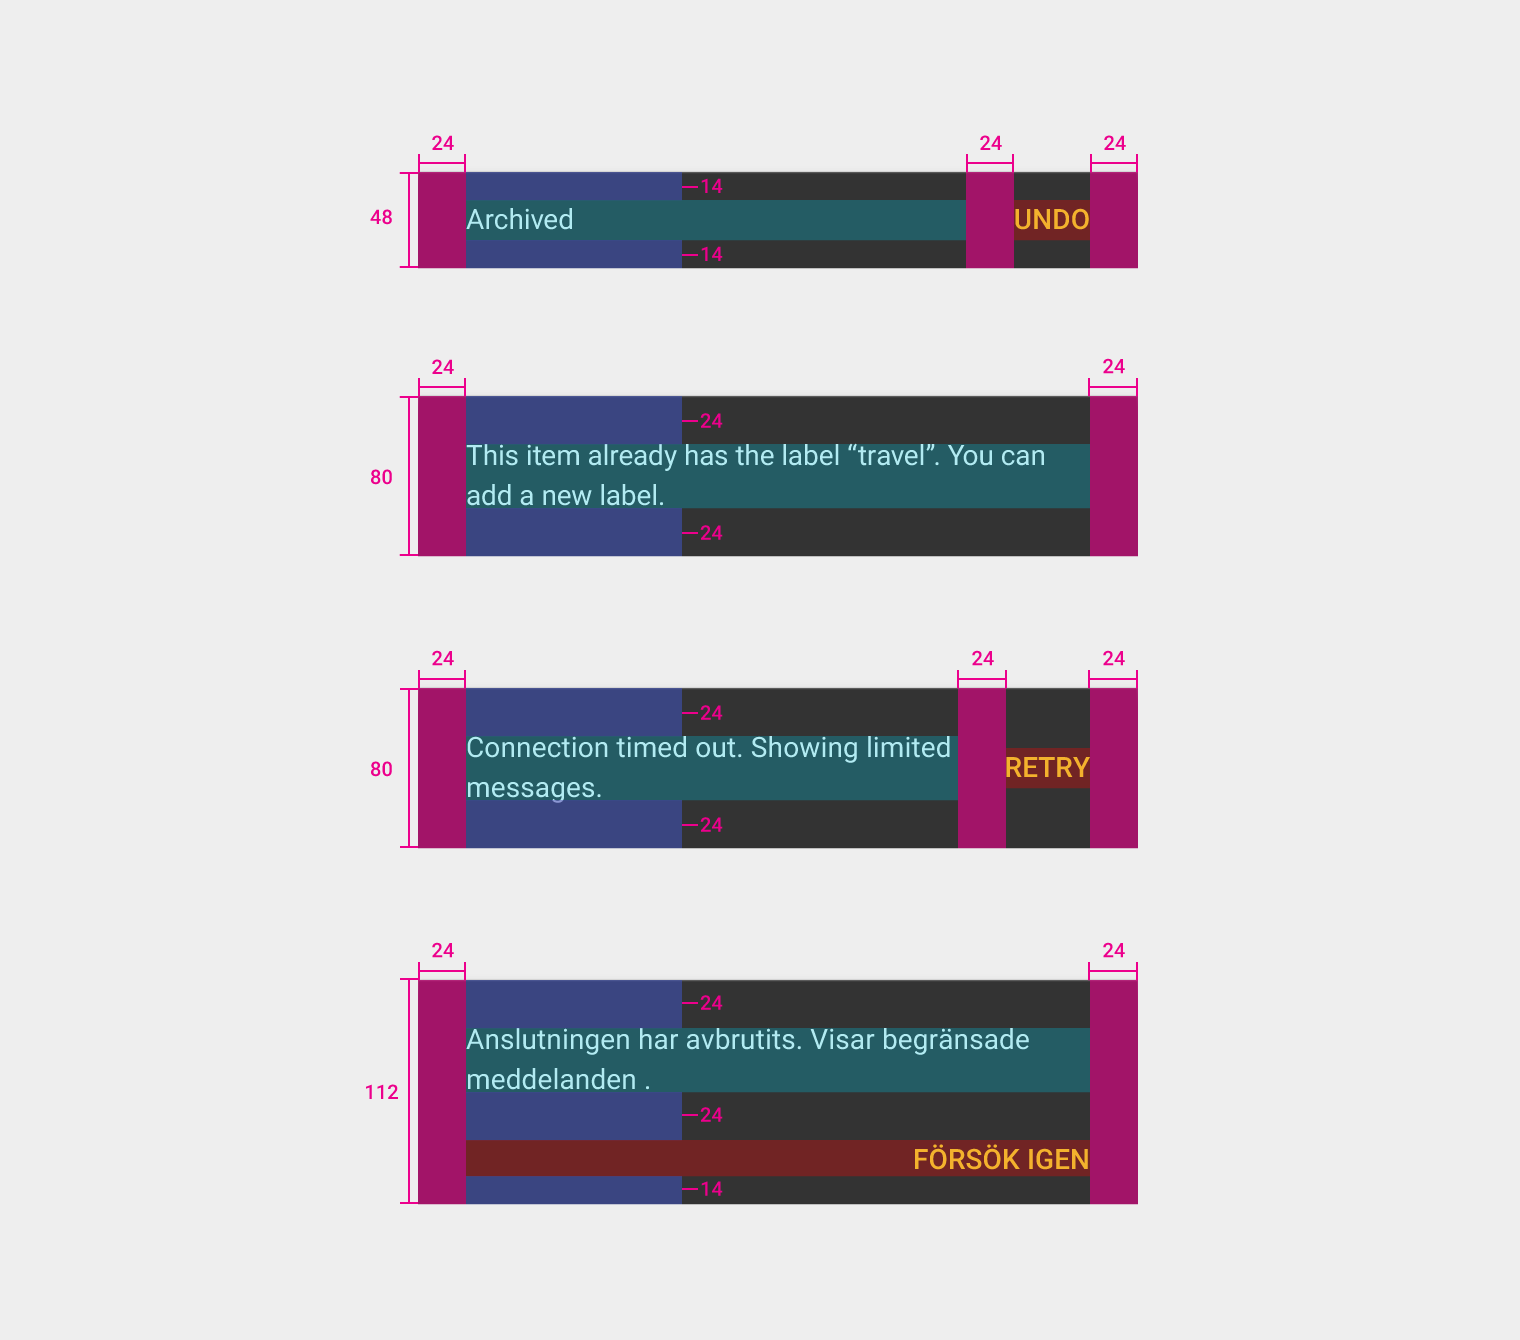 24 24 24
14
48 Archived UNDO
14
24 24
24
This item already has the label “travel”. You can
80
add a new label.
24
24 24 24
24
Connection timed out. Showing limited
80 RETRY
messages.
24
24 24
24
Anslutningen har avbrutits. Visar begränsade
meddelanden .
112
24
FÖRSÖK IGEN
14